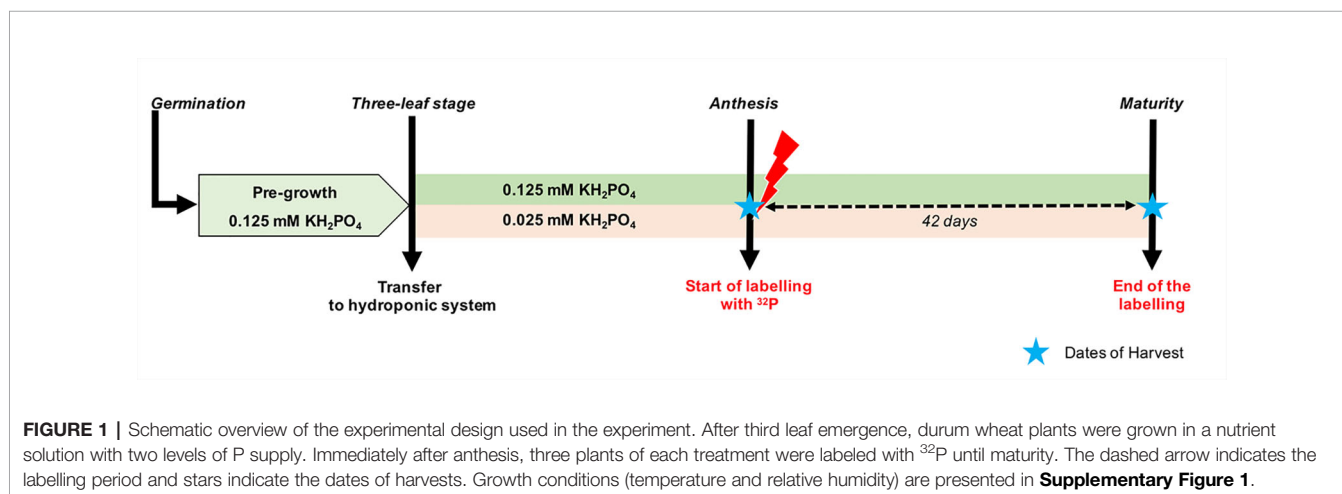 Germination
Three-leaf stage
Anthesis
Maturity
Pre-growth
0.125 mM KH₂PO₄
0.125 mM KH₂PO₄
0.025 mM KH₂PO₄
42 days
Transfer
to hydroponic system
Start of labelling
with ³²P
End of the
labelling
Dates of Harvest
FIGURE 1 | Schematic overview of the experimental design used in the experiment. After third leaf emergence, durum wheat plants were grown in a nutrient
solution with two levels of P supply. Immediately after anthesis, three plants of each treatment were labeled with ³²P until maturity. The dashed arrow indicates the
labelling period and stars indicate the dates of harvests. Growth conditions (temperature and relative humidity) are presented in Supplementary Figure 1.